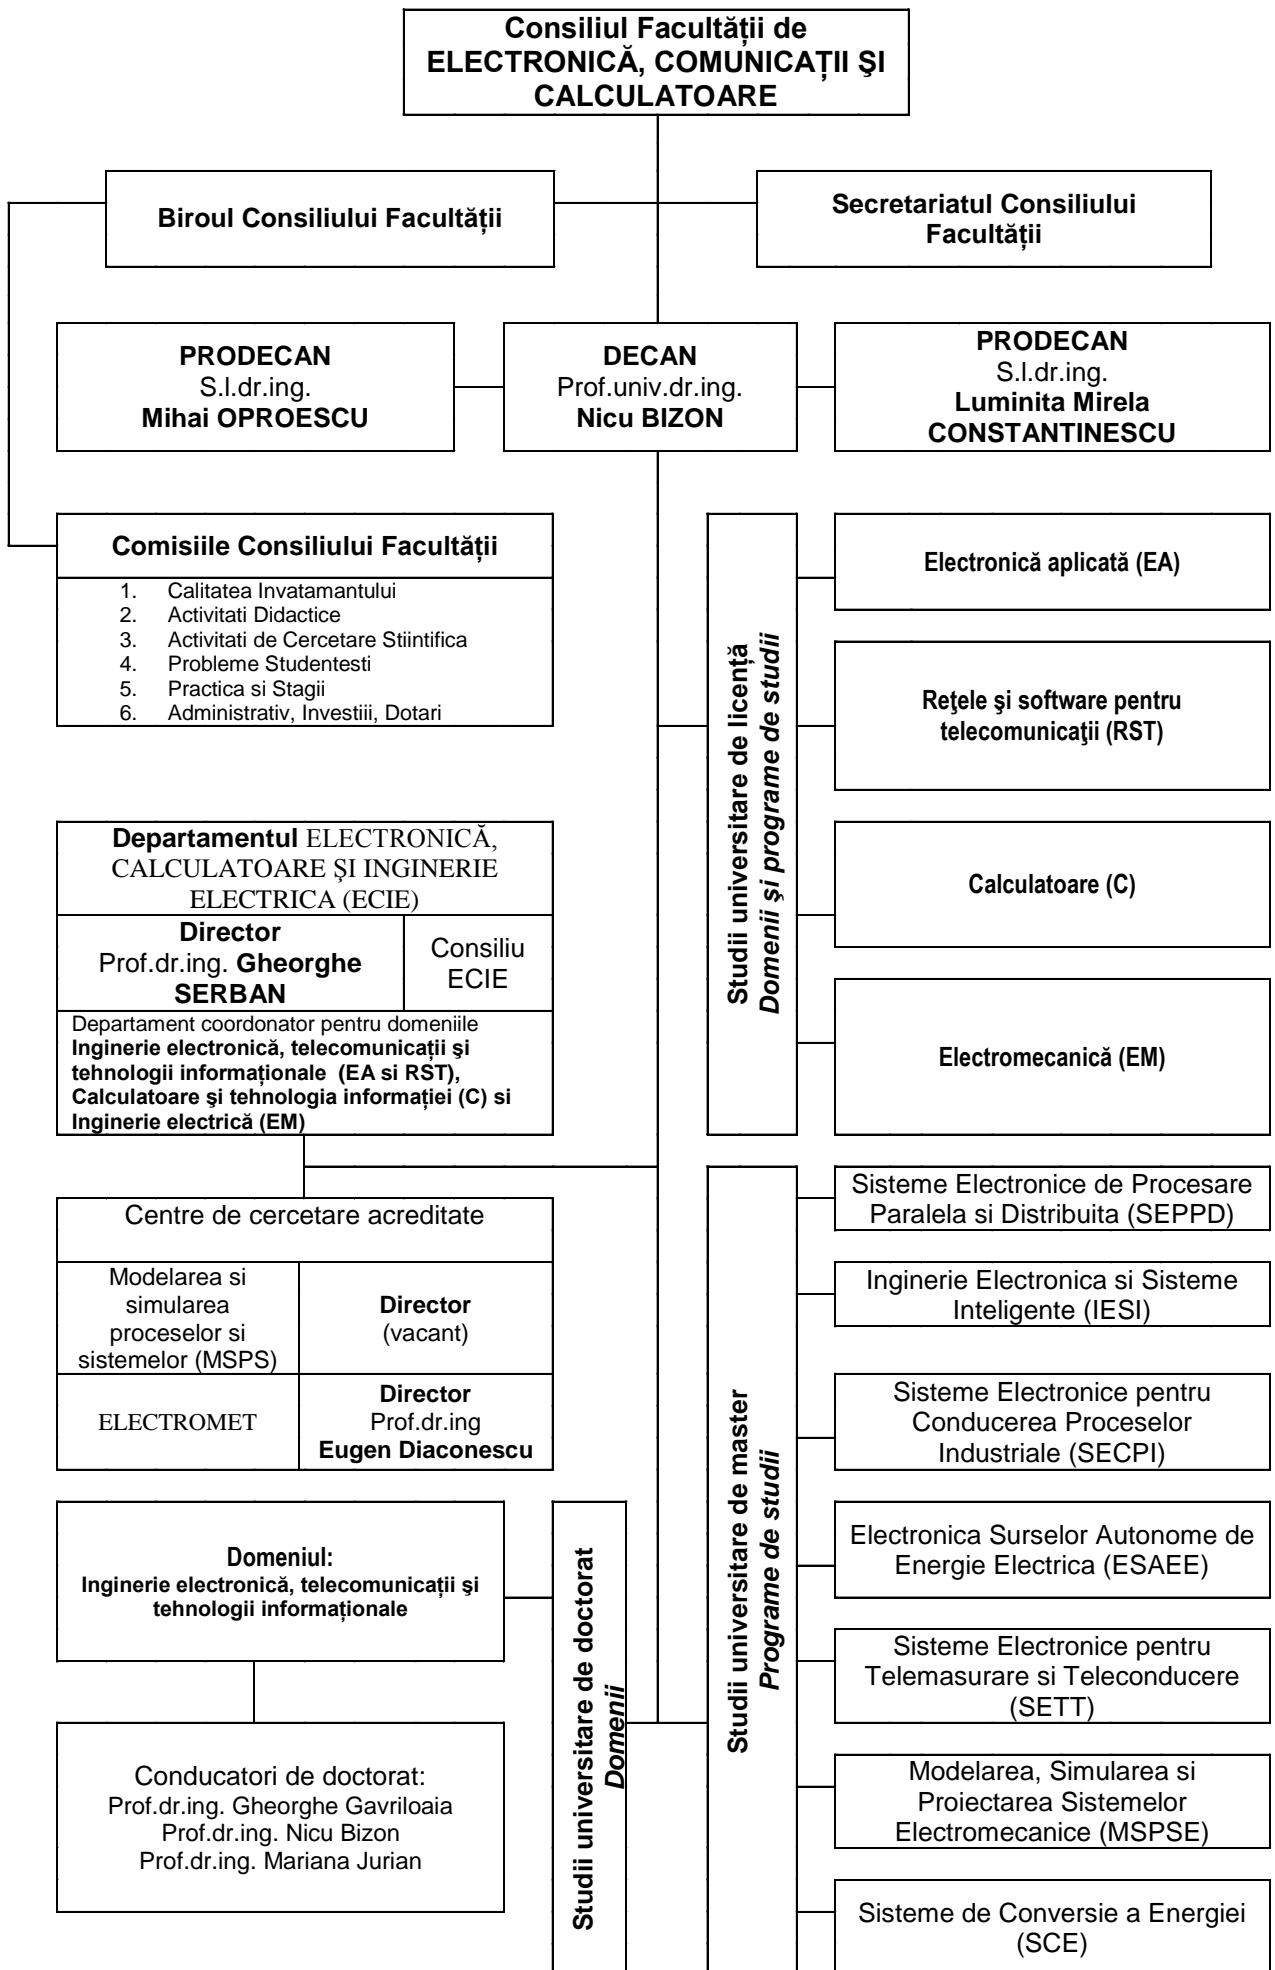 Consiliul Facultății de
ELECTRONICĂ, COMUNICAȚII ŞI
CALCULATOARE
Biroul Consiliului Facultății
Secretariatul Consiliului
Facultății
PRODECAN
S.l.dr.ing.
Mihai OPROESCU
DECAN
Prof.univ.dr.ing.
Nicu BIZON
PRODECAN
S.l.dr.ing.
Luminita Mirela
CONSTANTINESCU
Comisiile Consiliului Facultății
1. Calitatea Invatamantului
2. Activitati Didactice
3. Activitati de Cercetare Stiintifica
4. Probleme Studentesti
5. Practica si Stagii
6. Administrativ, Investiii, Dotari
Departamentul ELECTRONICĂ,
CALCULATOARE ŞI INGINERIE
ELECTRICA (ECIE)
Director
Prof.dr.ing. Gheorghe
SERBAN
Consiliu
ECIE
Departament coordonator pentru domeniile
Inginerie electronică, telecomunicații şi
tehnologii informaționale (EA si RST),
Calculatoare şi tehnologia informației (C) si
Inginerie electrică (EM)
Studii universitare de licență
Domenii şi programe de studii
Electronică aplicată (EA)
Reţele şi software pentru
telecomunicaţii (RST)
Calculatoare (C)
Electromecanică (EM)
Centre de cercetare acreditate
Modelarea si
simularea
proceselor si
sistemelor (MSPS)
Director
(vacant)
ELECTROMET
Director
Prof.dr.ing
Eugen Diaconescu
Domeniul:
Inginerie electronică, telecomunicații şi
tehnologii informaționale
Conducatori de doctorat:
Prof.dr.ing. Gheorghe Gavriloaia
Prof.dr.ing. Nicu Bizon
Prof.dr.ing. Mariana Jurian
Studii universitare de doctorat
Domenii
Studii universitare de master
Programe de studii
Sisteme Electronice de Procesare
Paralela si Distribuita (SEPPD)
Inginerie Electronica si Sisteme
Inteligente (IESI)
Sisteme Electronice pentru
Conducerea Proceselor
Industriale (SECPI)
Electronica Surselor Autonome de
Energie Electrica (ESAEE)
Sisteme Electronice pentru
Telemasurare si Teleconducere
(SETT)
Modelarea, Simularea si
Proiectarea Sistemelor
Electromecanice (MSPSE)
Sisteme de Conversie a Energiei
(SCE)